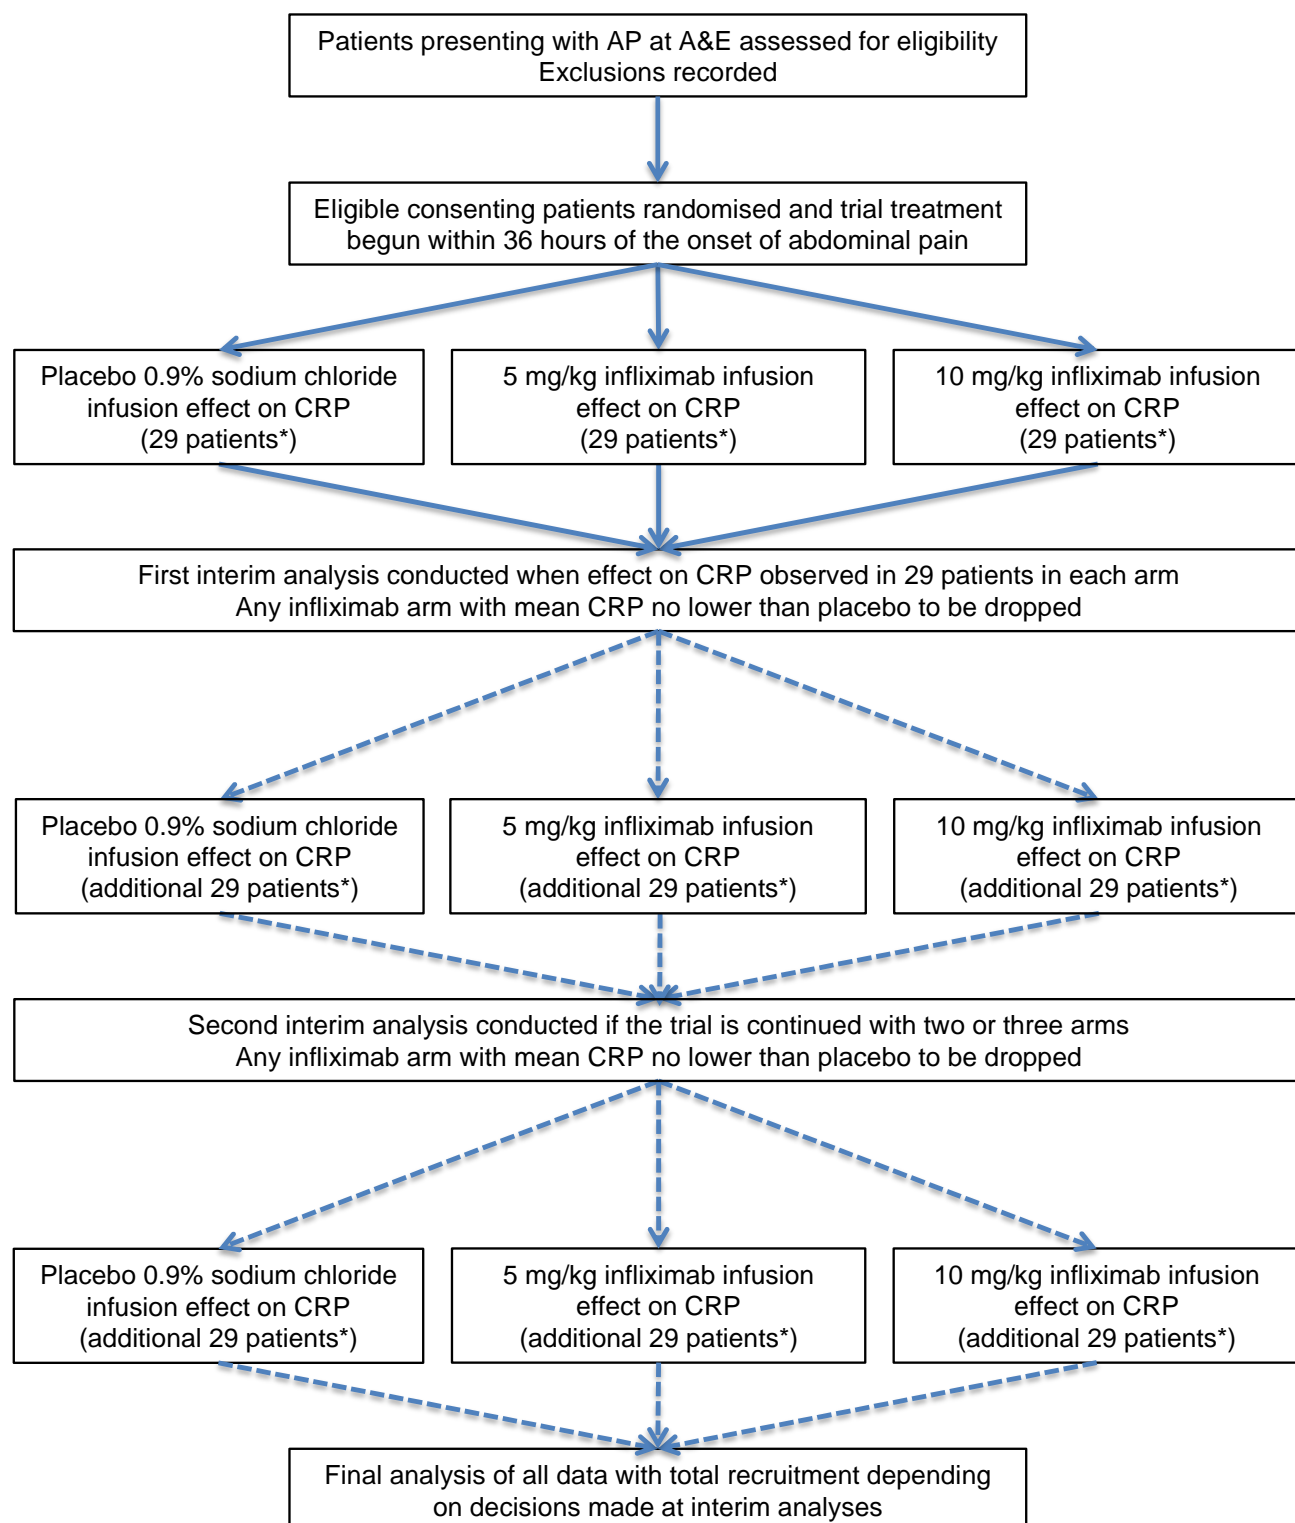 Patients presenting with AP at A&E assessed for eligibility
Exclusions recorded
Eligible consenting patients randomised and trial treatment
begun within 36 hours of the onset of abdominal pain
Placebo 0.9% sodium chloride
infusion effect on CRP
(29 patients*)
5 mg/kg infliximab infusion
effect on CRP
(29 patients*)
10 mg/kg infliximab infusion
effect on CRP
(29 patients*)
First interim analysis conducted when effect on CRP observed in 29 patients in each arm
Any infliximab arm with mean CRP no lower than placebo to be dropped
Placebo 0.9% sodium chloride
infusion effect on CRP
(additional 29 patients*)
5 mg/kg infliximab infusion
effect on CRP
(additional 29 patients*)
10 mg/kg infliximab infusion
effect on CRP
(additional 29 patients*)
Second interim analysis conducted if the trial is continued with two or three arms
Any infliximab arm with mean CRP no lower than placebo to be dropped
Placebo 0.9% sodium chloride
infusion effect on CRP
(additional 29 patients*)
5 mg/kg infliximab infusion
effect on CRP
(additional 29 patients*)
10 mg/kg infliximab infusion
effect on CRP
(additional 29 patients*)
Final analysis of all data with total recruitment depending
on decisions made at interim analyses